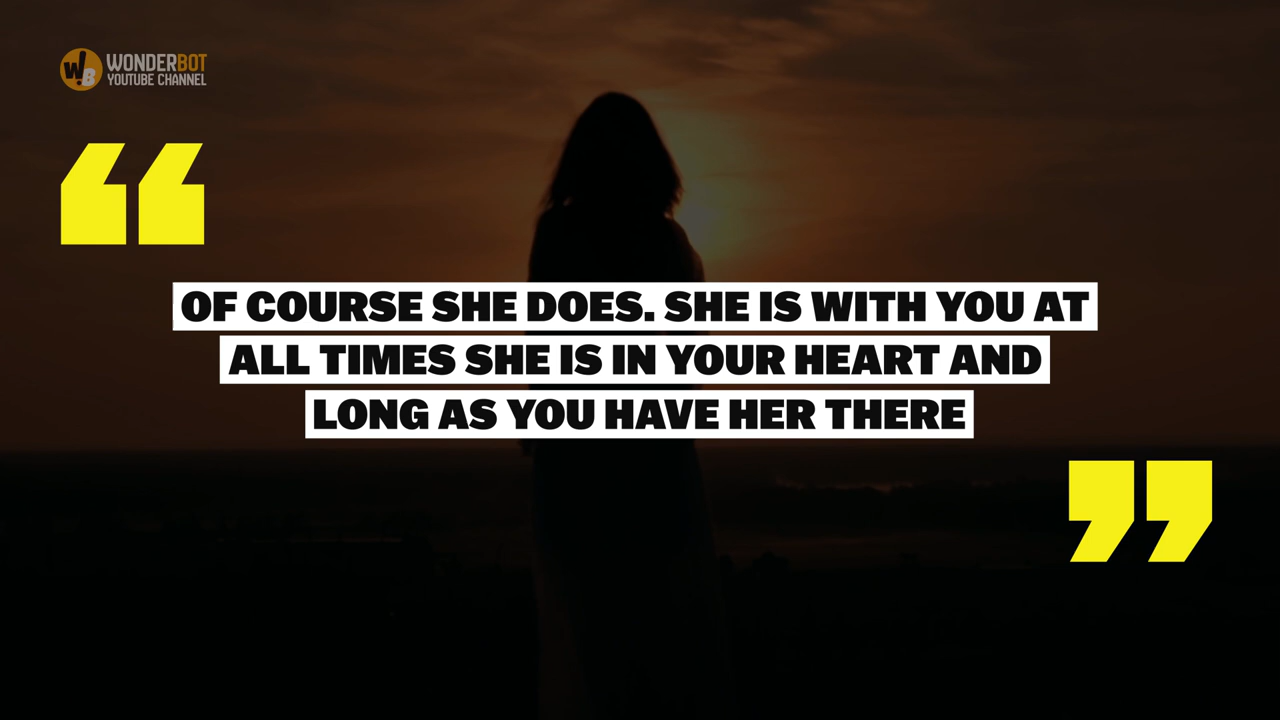 WONDERBOT
YOUTUBE CHANNEL
“
OF COURSE SHE DOES. SHE IS WITH YOU AT
ALL TIMES SHE IS IN YOUR HEART AND
LONG AS YOU HAVE HER THERE
”